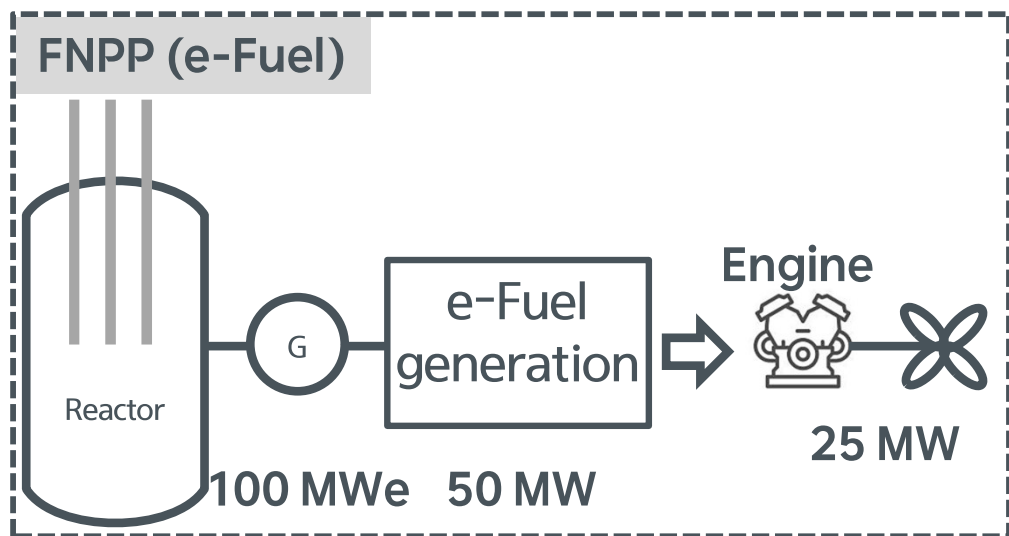 FNPP (e-Fuel)
Engine
e-Fuel
generation
G
Reactor
25 MW
100 MWe
50 MW